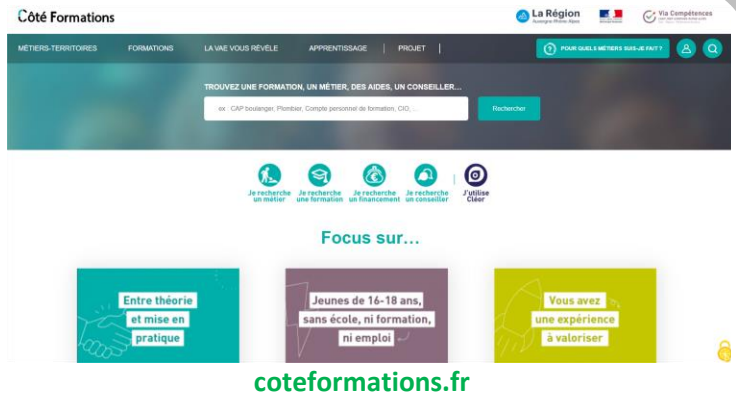 Côté Formations
La Région
Auvergne-Rhône-Alpes
Via Compétences
MÉTIERS-TERRITOIRES FORMATIONS LA VAE VOUS RÉVÈLE APPRENTISSAGE PROJET POUR QUELS MÉTIERS SUIS-JE FAIT ?
TROUVEZ UNE FORMATION, UN MÉTIER, DES AIDES, UN CONSEILLER...
ex : CAP boulanger, Plombier, Compte personnel de formation, CIO, ... Rechercher
Je recherche un métier
Je recherche une formation
Je recherche un financement
Je recherche un conseiller
J'utilise Cléor
Focus sur...
Entre théorie
et mise en
pratique
Jeunes de 16-18 ans,
sans école, ni formation,
ni emploi
Vous avez
une expérience
à valoriser
coteformations.fr